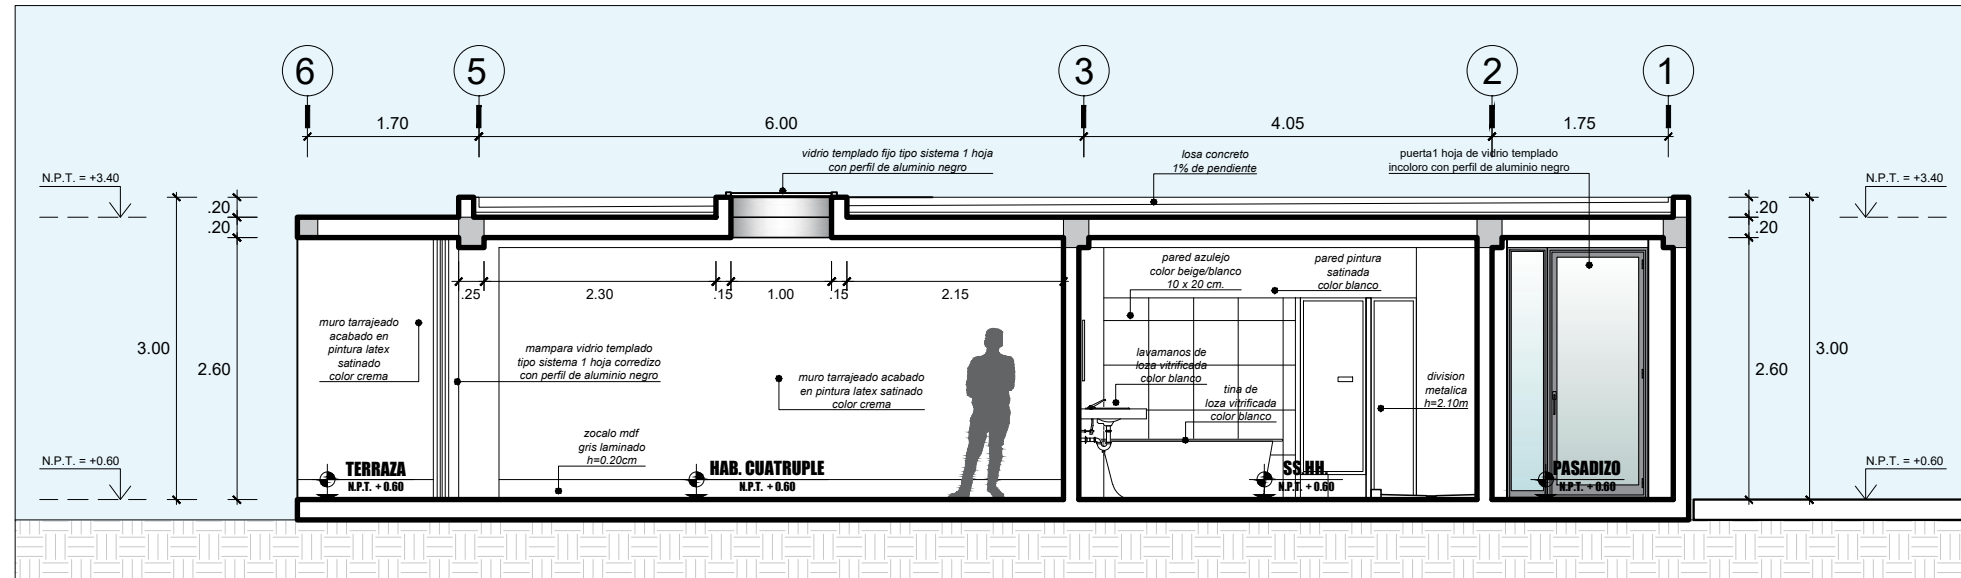 6
5
3
2
1
1.70
6.00
4.05
1.75
vidrio templado fijo tipo sistema 1 hoja
con perfil de aluminio negro
losa concreto
1% de pendiente
puerta1 hoja de vidrio templado
incoloro con perfil de aluminio negro
N.P.T. = +3.40
N.P.T. = +3.40
.20
.20
.20
.20
3.00
2.60
2.60
3.00
.25
2.30
.15
1.00
.15
2.15
pared azulejo
color beige/blanco
10 x 20 cm.
pared pintura
satinada
color blanco
muro tarrajeado
acabado en
pintura latex
satinado
color crema
mampara vidrio templado
tipo sistema 1 hoja corredizo
con perfil de aluminio negro
muro tarrajeado acabado
en pintura latex satinado
color crema
lavamanos de
loza vitrificada
color blanco
tina de
loza vitrificada
color blanco
division
metalica
h=2.10m
zocalo mdf
gris laminado
h=0.20cm
N.P.T. = +0.60
TERRAZA
N.P.T. + 0.60
HAB. CUATRUPLE
N.P.T. + 0.60
SS.HH.
N.P.T. + 0.60
PASADIZO
N.P.T. + 0.60
N.P.T. = +0.60